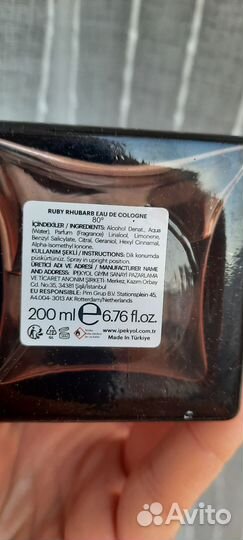 RUBY RHUBARB EAU DE COLOGNE
80°
İÇİNDEKİLER / INGREDIENTS: Alcohol Denat., Aqua
(Water), Parfum (Fragrance) Linalool, Limonene,
Benzyl Salicylate, Citral, Geraniol, Hexyl Cinnamal,
Alpha-Isomethyl Ionone.
KULLANIM ŞEKLİ / INSTRUCTIONS: Dik konumda
püskürtünüz. Spray in upright position.
ÜRETİCİ ADI VE ADRESİ / MANUFACTURER NAME
AND ADDRESS: İPEKYOL GİYİM SANAYİ PAZARLAMA
VE TİCARET ANONİM ŞİRKETİ- Merkez, Kazım Orbay
Cd. No:35, 34381 Şişli/İstanbul
EU RESPONSIBLE: Pim Grup B.V. Stationsplein 45,
A4.004- 3013 AK Rotterdam/Netherlands
200 ml e 6.76 fl.oz.
www.ipekyol.com
Made In Türkiye
Avito